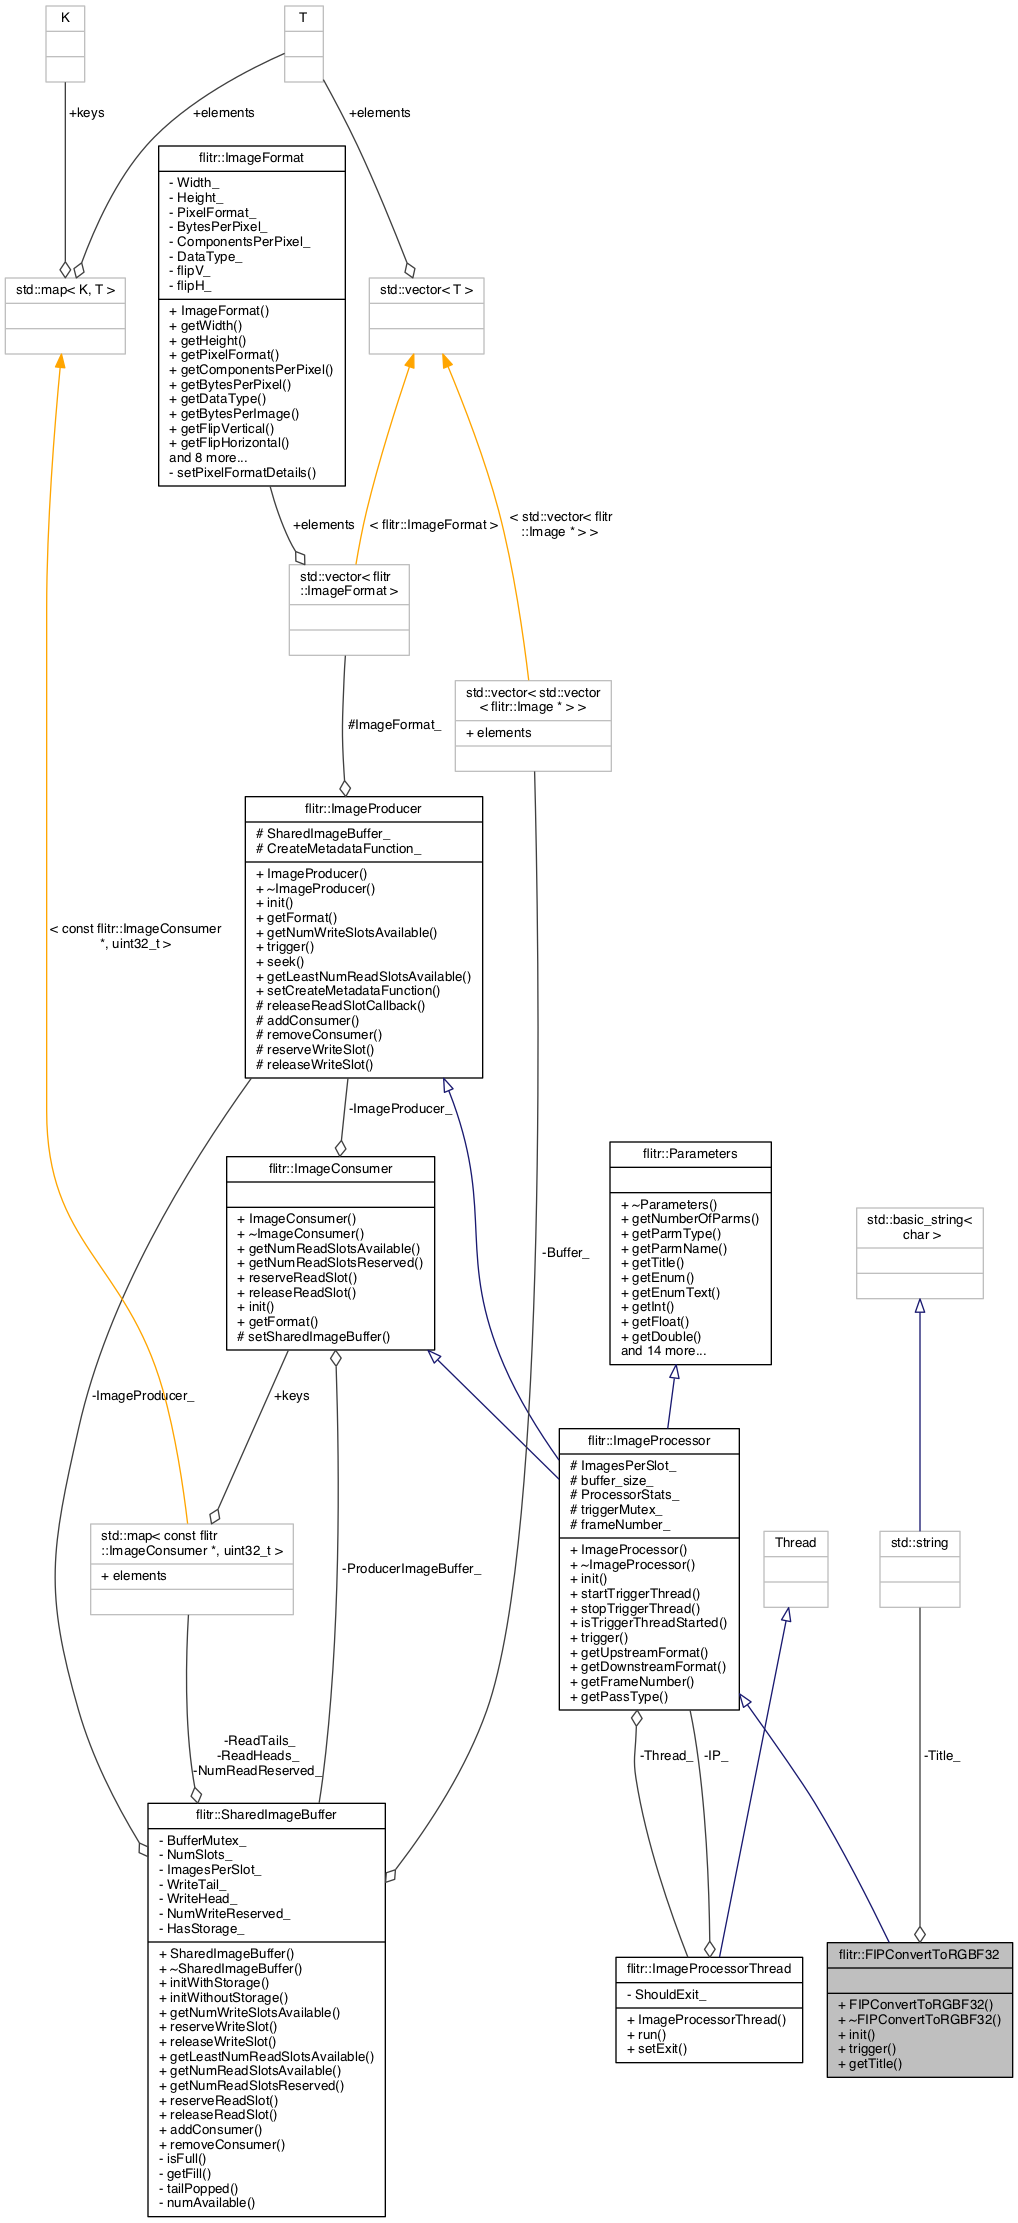 K
T
+keys
+elements
+elements
flitr::ImageFormat
- Width_
- Height_
- PixelFormat_
- BytesPerPixel_
- ComponentsPerPixel_
- DataType_
- flipV_
- flipH_
+ ImageFormat()
+ getWidth()
+ getHeight()
+ getPixelFormat()
+ getComponentsPerPixel()
+ getBytesPerPixel()
+ getDataType()
+ getBytesPerImage()
+ getFlipVertical()
+ getFlipHorizontal()
and 8 more...
- setPixelFormatDetails()
std::map< K, T >
std::vector< T >
+elements
< flitr::ImageFormat >
< std::vector< flitr
::Image * > >
std::vector< flitr
::ImageFormat >
std::vector< std::vector
< flitr::Image * > >
+ elements
#ImageFormat_
flitr::ImageProducer
# SharedImageBuffer_
# CreateMetadataFunction_
+ ImageProducer()
+ ~ImageProducer()
+ init()
+ getFormat()
+ getNumWriteSlotsAvailable()
+ trigger()
+ seek()
+ getLeastNumReadSlotsAvailable()
+ setCreateMetadataFunction()
# releaseReadSlotCallback()
# addConsumer()
# removeConsumer()
# reserveWriteSlot()
# releaseWriteSlot()
< const flitr::ImageConsumer
*, uint32_t >
-ImageProducer_
flitr::ImageConsumer
+ ImageConsumer()
+ ~ImageConsumer()
+ getNumReadSlotsAvailable()
+ getNumReadSlotsReserved()
+ reserveReadSlot()
+ releaseReadSlot()
+ init()
+ getFormat()
# setSharedImageBuffer()
-Buffer_
flitr::Parameters
+ ~Parameters()
+ getNumberOfParms()
+ getParmType()
+ getParmName()
+ getTitle()
+ getEnum()
+ getEnumText()
+ getInt()
+ getFloat()
+ getDouble()
and 14 more...
std::basic_string<
char >
-ImageProducer_
+keys
flitr::ImageProcessor
# ImagesPerSlot_
# buffer_size_
# ProcessorStats_
# triggerMutex_
# frameNumber_
+ ImageProcessor()
+ ~ImageProcessor()
+ init()
+ startTriggerThread()
+ stopTriggerThread()
+ isTriggerThreadStarted()
+ trigger()
+ getUpstreamFormat()
+ getDownstreamFormat()
+ getFrameNumber()
+ getPassType()
std::map< const flitr
::ImageConsumer *, uint32_t >
+ elements
-ProducerImageBuffer_
Thread
std::string
-ReadTails_
-ReadHeads_
-NumReadReserved_
-Thread_
-IP_
-Title_
flitr::SharedImageBuffer
- BufferMutex_
- NumSlots_
- ImagesPerSlot_
- WriteTail_
- WriteHead_
- NumWriteReserved_
- HasStorage_
+ SharedImageBuffer()
+ ~SharedImageBuffer()
+ initWithStorage()
+ initWithoutStorage()
+ getNumWriteSlotsAvailable()
+ reserveWriteSlot()
+ releaseWriteSlot()
+ getLeastNumReadSlotsAvailable()
+ getNumReadSlotsAvailable()
+ getNumReadSlotsReserved()
+ reserveReadSlot()
+ releaseReadSlot()
+ addConsumer()
+ removeConsumer()
- isFull()
- getFill()
- tailPopped()
- numAvailable()
flitr::ImageProcessorThread
- ShouldExit_
+ ImageProcessorThread()
+ run()
+ setExit()
flitr::FIPConvertToRGBF32
+ FIPConvertToRGBF32()
+ ~FIPConvertToRGBF32()
+ init()
+ trigger()
+ getTitle()